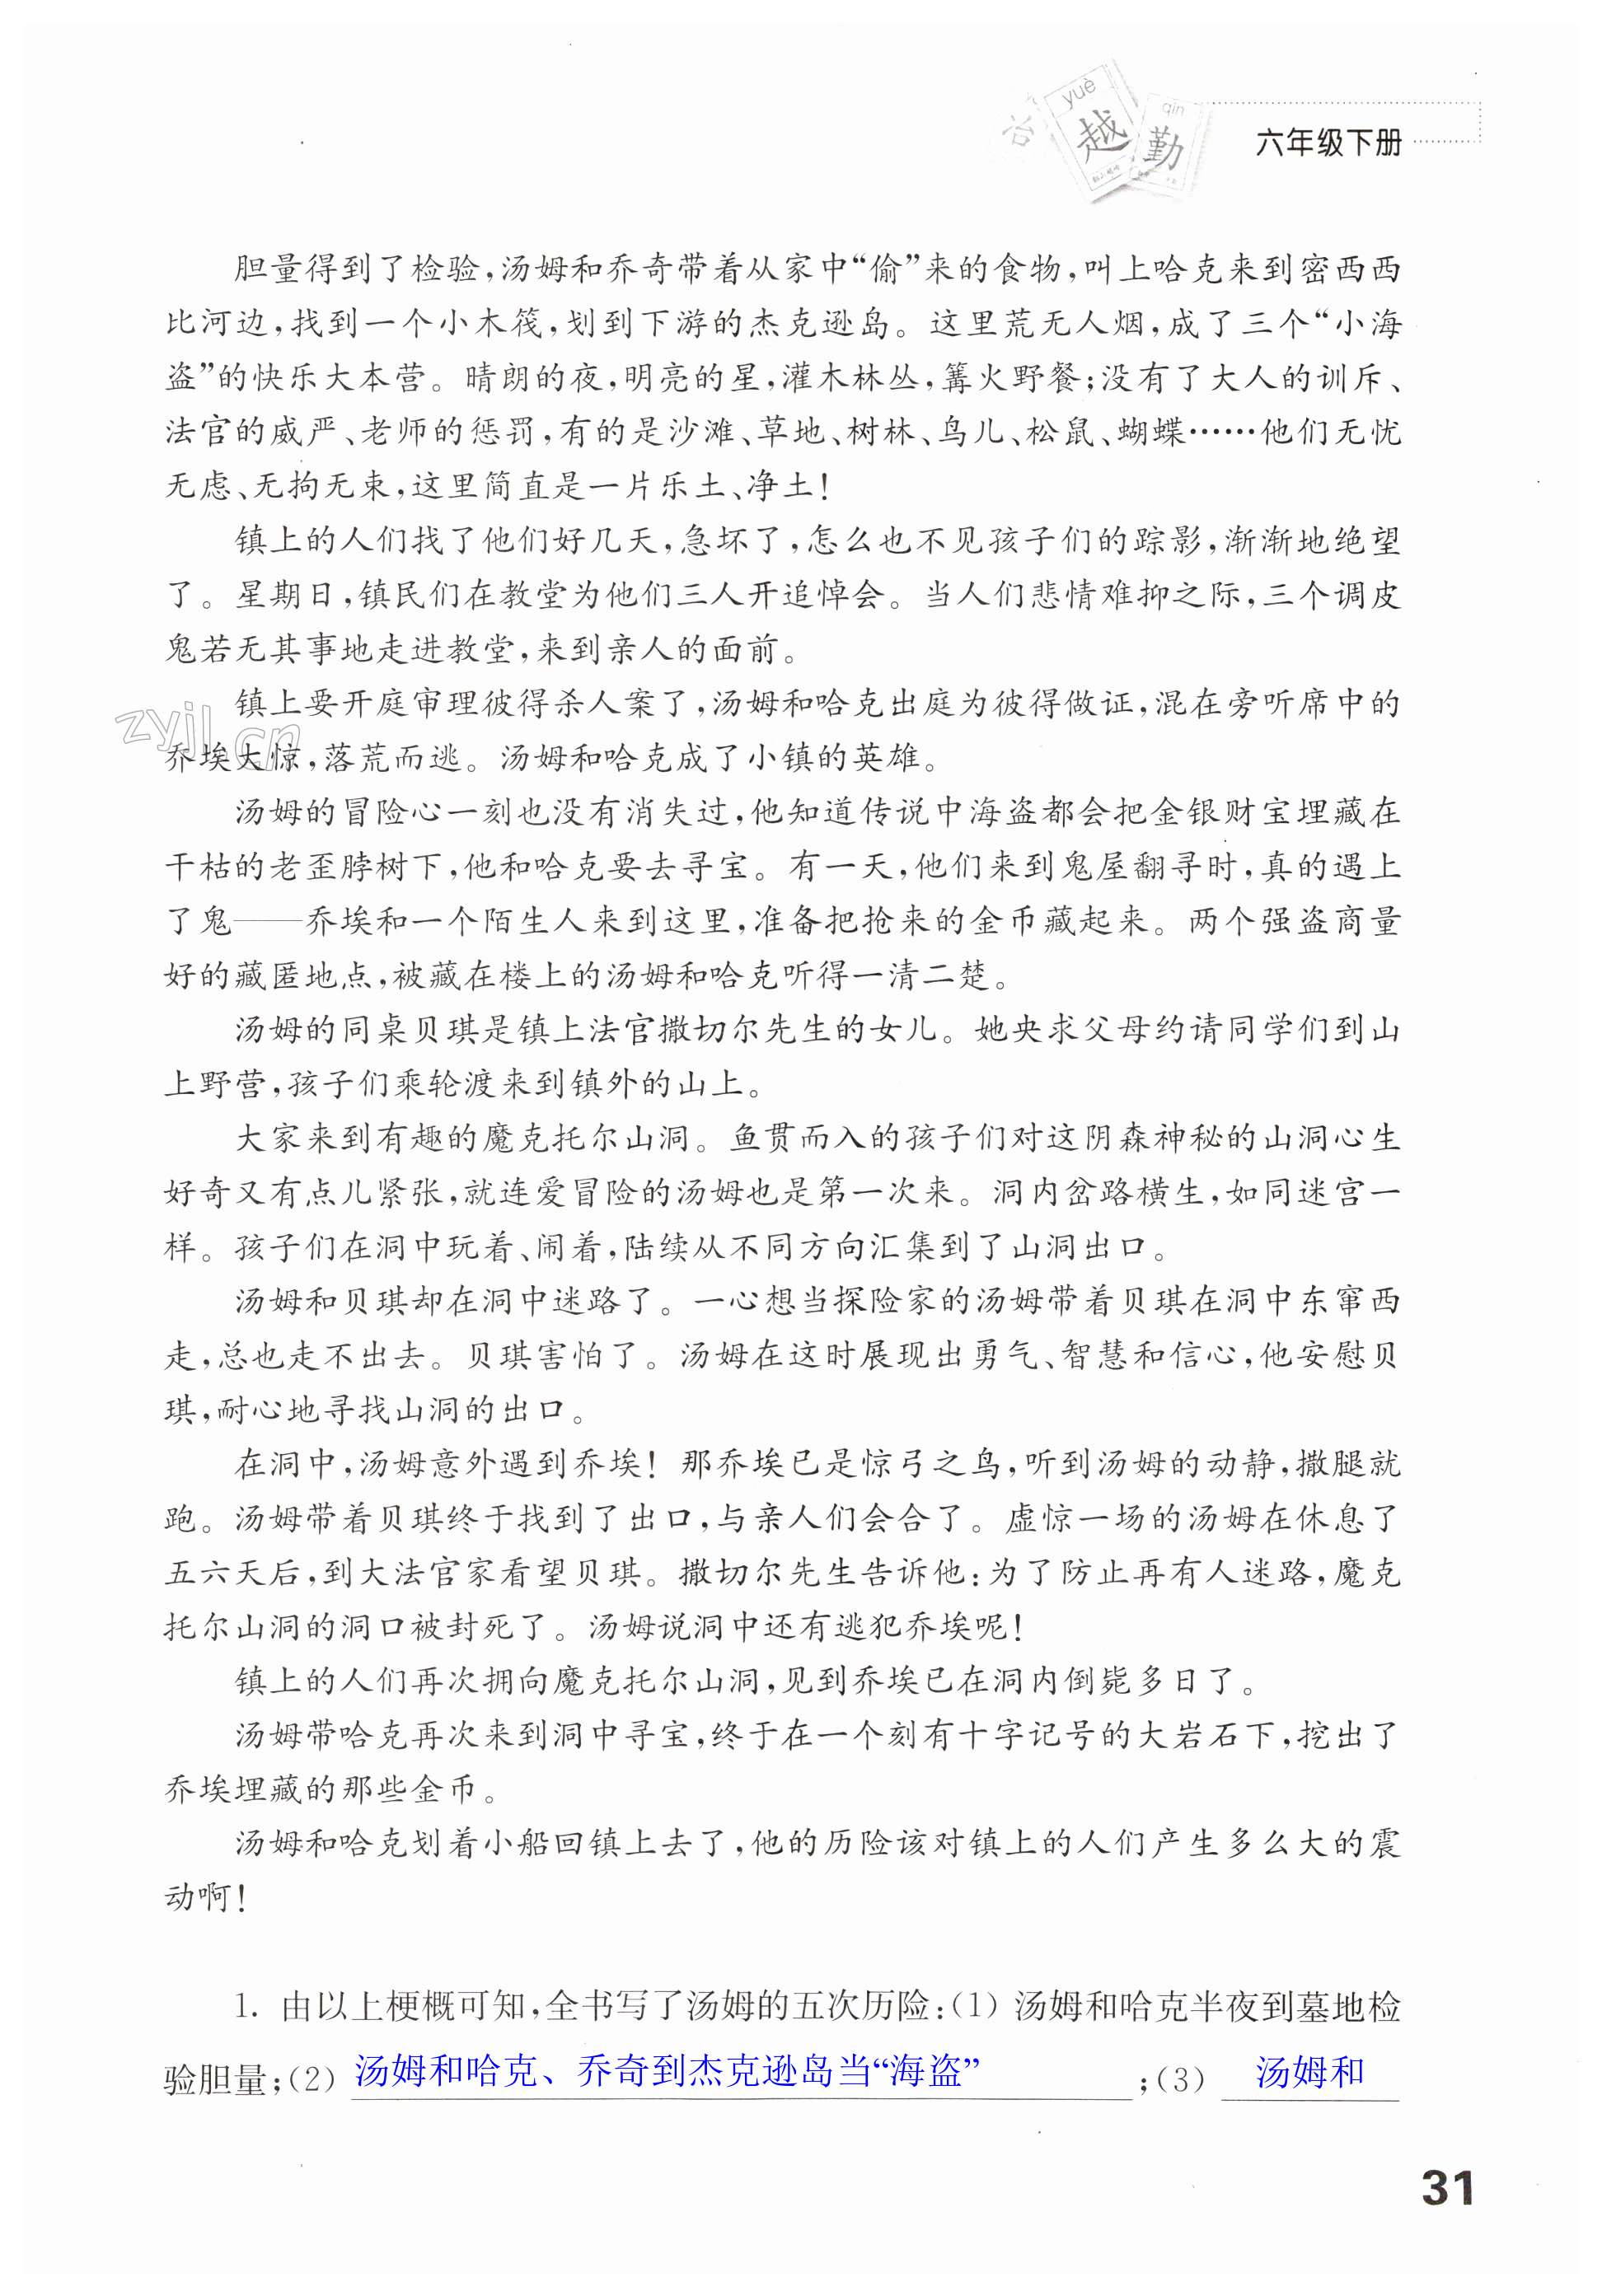 yuè
qín
越
勤
六年级下册
胆量得到了检验,汤姆和乔奇带着从家中“偷”来的食物,叫上哈克来到密西西
比河边,找到一个小木筏,划到下游的杰克逊岛。这里荒无人烟,成了三个“小海
盗”的快乐大本营。晴朗的夜,明亮的星,灌木林丛,篝火野餐;没有了大人的训斥、
法官的威严、老师的惩罚,有的是沙滩、草地、树林、鸟儿、松鼠、蝴蝶……他们无忧
无虑、无拘无束,这里简直是一片乐土、净土!
镇上的人们找了他们好几天,急坏了,怎么也不见孩子们的踪影,渐渐地绝望
了。星期日,镇民们在教堂为他们三人开追悼会。当人们悲情难抑之际,三个调皮
鬼若无其事地走进教堂,来到亲人的面前。
镇上要开庭审理彼得杀人案了,汤姆和哈克出庭为彼得做证,混在旁听席中的
乔埃大惊,落荒而逃。汤姆和哈克成了小镇的英雄。
zyjl.cn
汤姆的冒险心一刻也没有消失过,他知道传说中海盗都会把金银财宝埋藏在
干枯的老歪脖树下,他和哈克要去寻宝。有一天,他们来到鬼屋翻寻时,真的遇上
了鬼——乔埃和一个陌生人来到这里,准备把抢来的金币藏起来。两个强盗商量
好的藏匿地点,被藏在楼上的汤姆和哈克听得一清二楚。
汤姆的同桌贝琪是镇上法官撒切尔先生的女儿。她央求父母约请同学们到山
上野营,孩子们乘轮渡来到镇外的山上。
大家来到有趣的魔克托尔山洞。鱼贯而入的孩子们对这阴森神秘的山洞心生
好奇又有点儿紧张,就连爱冒险的汤姆也是第一次来。洞内岔路横生,如同迷宫一
样。孩子们在洞中玩着、闹着,陆续从不同方向汇集到了山洞出口。
汤姆和贝琪却在洞中迷路了。一心想当探险家的汤姆带着贝琪在洞中东窜西
走,总也走不出去。贝琪害怕了。汤姆在这时展现出勇气、智慧和信心,他安慰贝
琪,耐心地寻找山洞的出口。
在洞中,汤姆意外遇到乔埃!那乔埃已是惊弓之鸟,听到汤姆的动静,撒腿就
跑。汤姆带着贝琪终于找到了出口,与亲人们会合了。虚惊一场的汤姆在休息了
五六天后,到大法官家看望贝琪。撒切尔先生告诉他:为了防止再有人迷路,魔克
托尔山洞的洞口被封死了。汤姆说洞中还有逃犯乔埃呢!
镇上的人们再次拥向魔克托尔山洞,见到乔埃已在洞内倒毙多日了。
汤姆带哈克再次来到洞中寻宝,终于在一个刻有十字记号的大岩石下,挖出了
乔埃埋藏的那些金币。
汤姆和哈克划着小船回镇上去了,他的历险该对镇上的人们产生多么大的震
动啊!
1. 由以上梗概可知,全书写了汤姆的五次历险:(1) 汤姆和哈克半夜到墓地检
验胆量;(2) 汤姆和哈克、乔奇到杰克逊岛当“海盗” ;(3) 汤姆和
31